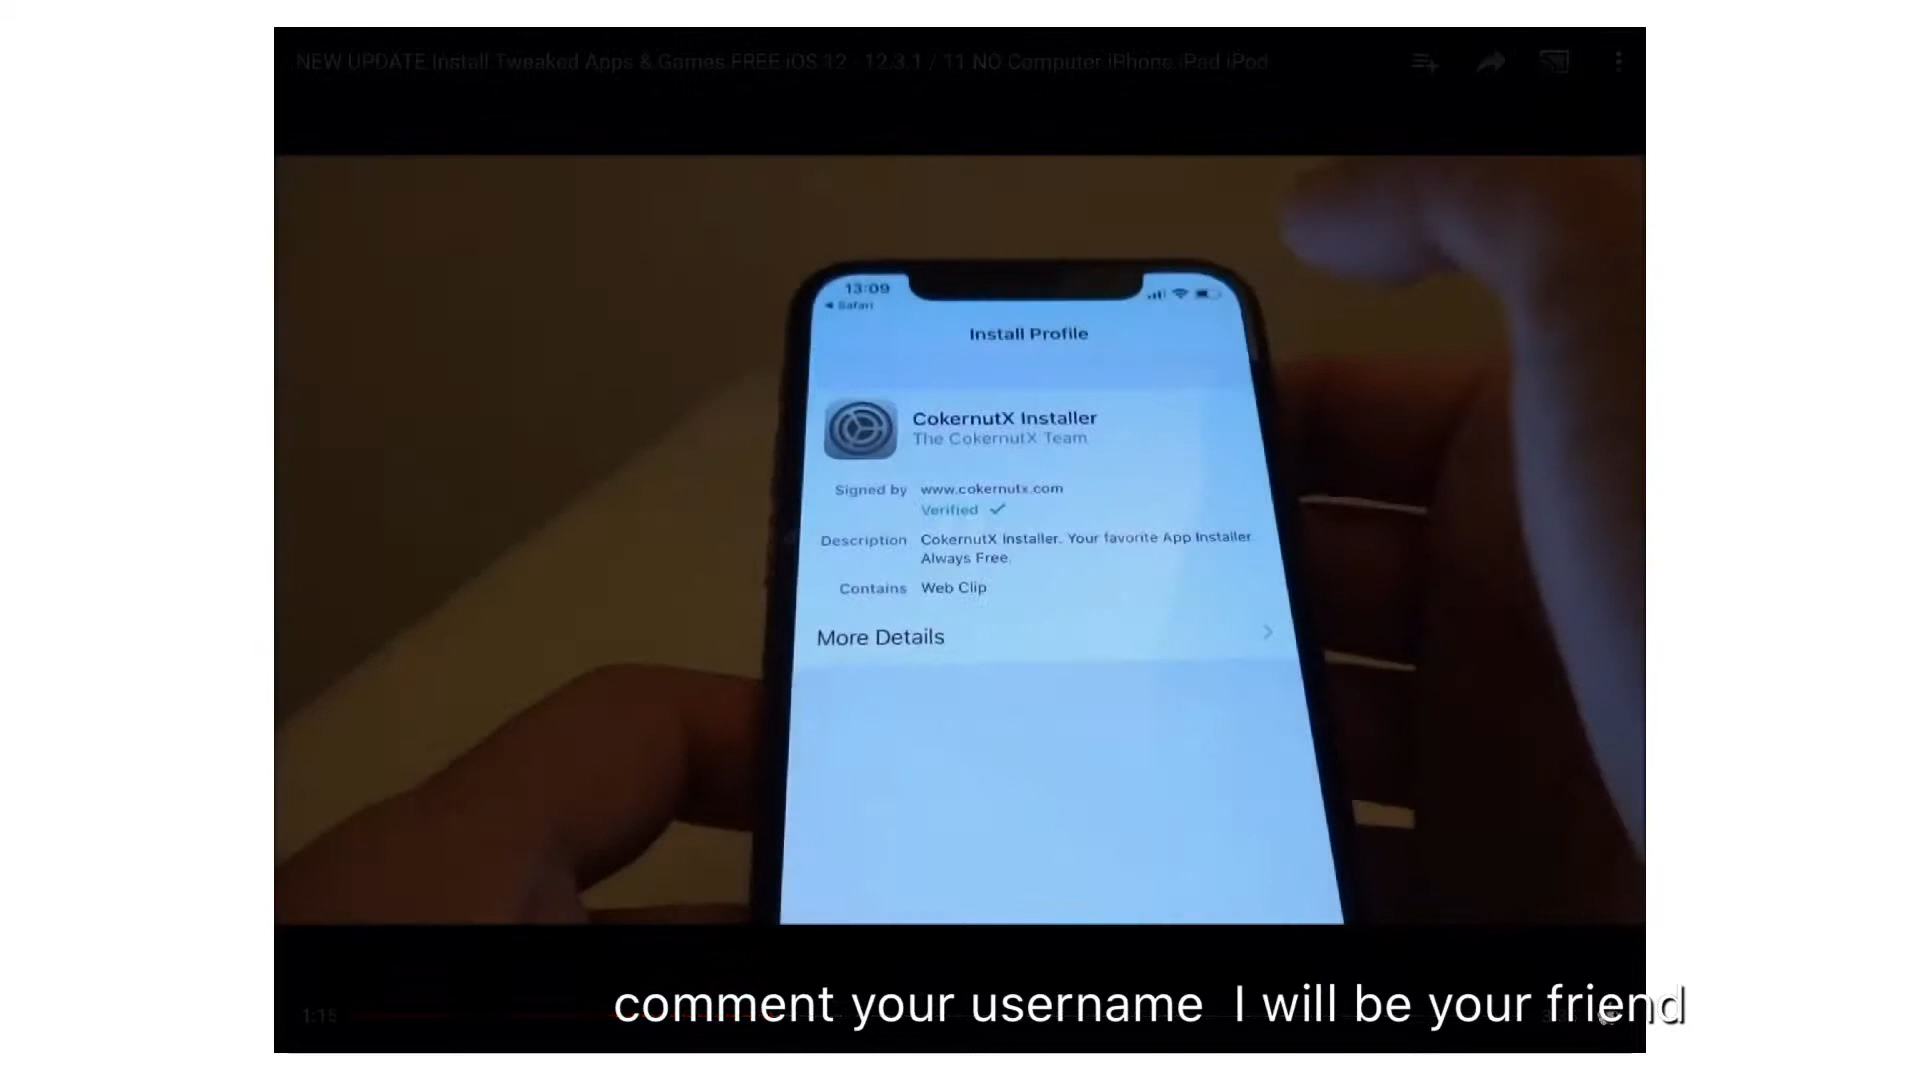 NEW UPDATE Install Tweaked Apps & Games FREE iOS 12 - 12.3.1 / 11 NO Computer iPhone iPad iPod
13:09
Safari
Install Profile
CokernutX Installer
The CokernutX Team
Signed by www.cokernutx.com
Verified ✓
Description CokernutX Installer. Your favorite App Installer.
Always Free.
Contains Web Clip
More Details
comment your username I will be your friend
1:15